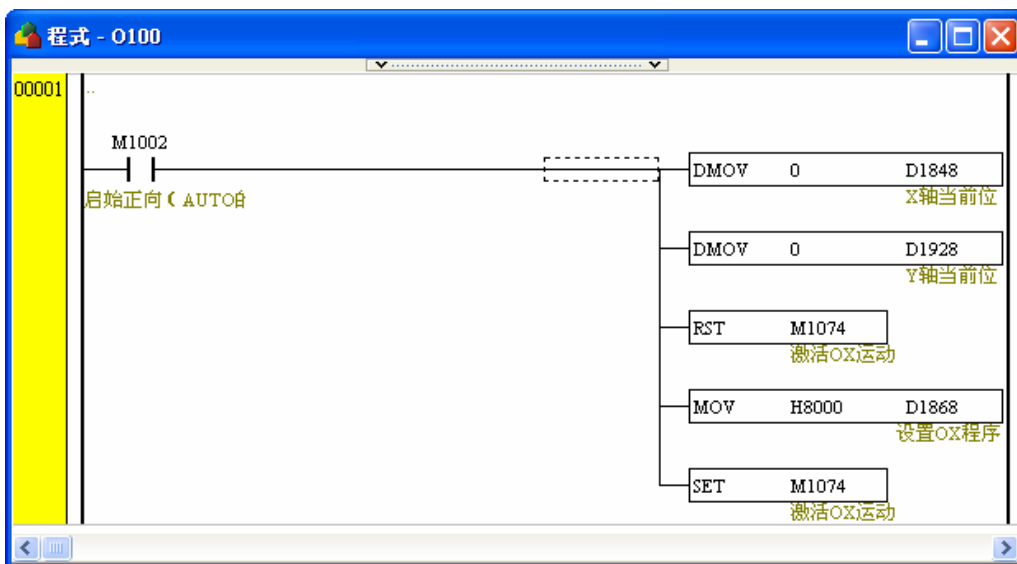 程式 - O100
00001
M1002
启始正向(AUTO自
DMOV 0 D1848
X轴当前位
DMOV 0 D1928
Y轴当前位
RST M1074
激活OX运动
MOV H8000 D1868
设置OX程序
SET M1074
激活OX运动